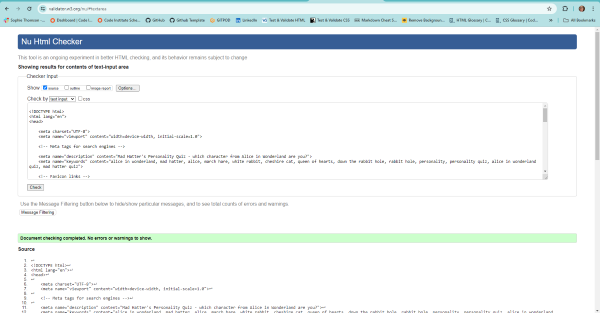 validator.w3.org/nu/#textarea
Sophie Thomson ... Dashboard | Code I... Code Institute Sche... GitHub Github Template GITPOD LinkedIn Test & Validate HTML Test & Validate CSS Markdown Cheat S... Remove Backgroun... HTML Glossary | C... CSS Glossary | Cod... All Bookmarks
Nu Html Checker
This tool is an ongoing experiment in better HTML checking, and its behavior remains subject to change
Showing results for contents of text-input area
Checker Input
Show source outline image report Options...
Check by text input css
<!DOCTYPE html>
<html lang="en">
<head>
<meta charset="UTF-8">
<meta name="viewport" content="width=device-width, initial-scale=1.0">
<!-- Meta tags for search engines -->
<meta name="description" content="Mad Hatter's Personality Quiz - which character from Alice in Wonderland are you?">
<meta name="keywords" content="alice in wonderland, mad hatter, alice, march hare, white rabbit, cheshire cat, queen of hearts, down the rabbit hole, rabbit hole, personality, personality quiz, alice in wonderland
quiz, mad hatter quiz">
<!-- Favicon links -->
Check
Use the Message Filtering button below to hide/show particular messages, and to see total counts of errors and warnings
Message Filtering
Document checking completed. No errors or warnings to show.
Source
1. ↩
2. <!DOCTYPE html>↩
3. <html lang="en">↩
4. <head>↩
5. ↩
6. <meta charset="UTF-8">↩
7. <meta name="viewport" content="width=device-width, initial-scale=1.0">↩
8. ↩
9. <!-- Meta tags for search engines -->↩
10. ↩
11. <meta name="description" content="Mad Hatter's Personality Quiz - which character from Alice in Wonderland are you?">↩
12. <meta name="keywords" content="alice in wonderland, mad hatter, alice, march hare, white rabbit, cheshire cat, queen of hearts, down the rabbit hole, rabbit hole, personality, personality quiz, alice in wonderland